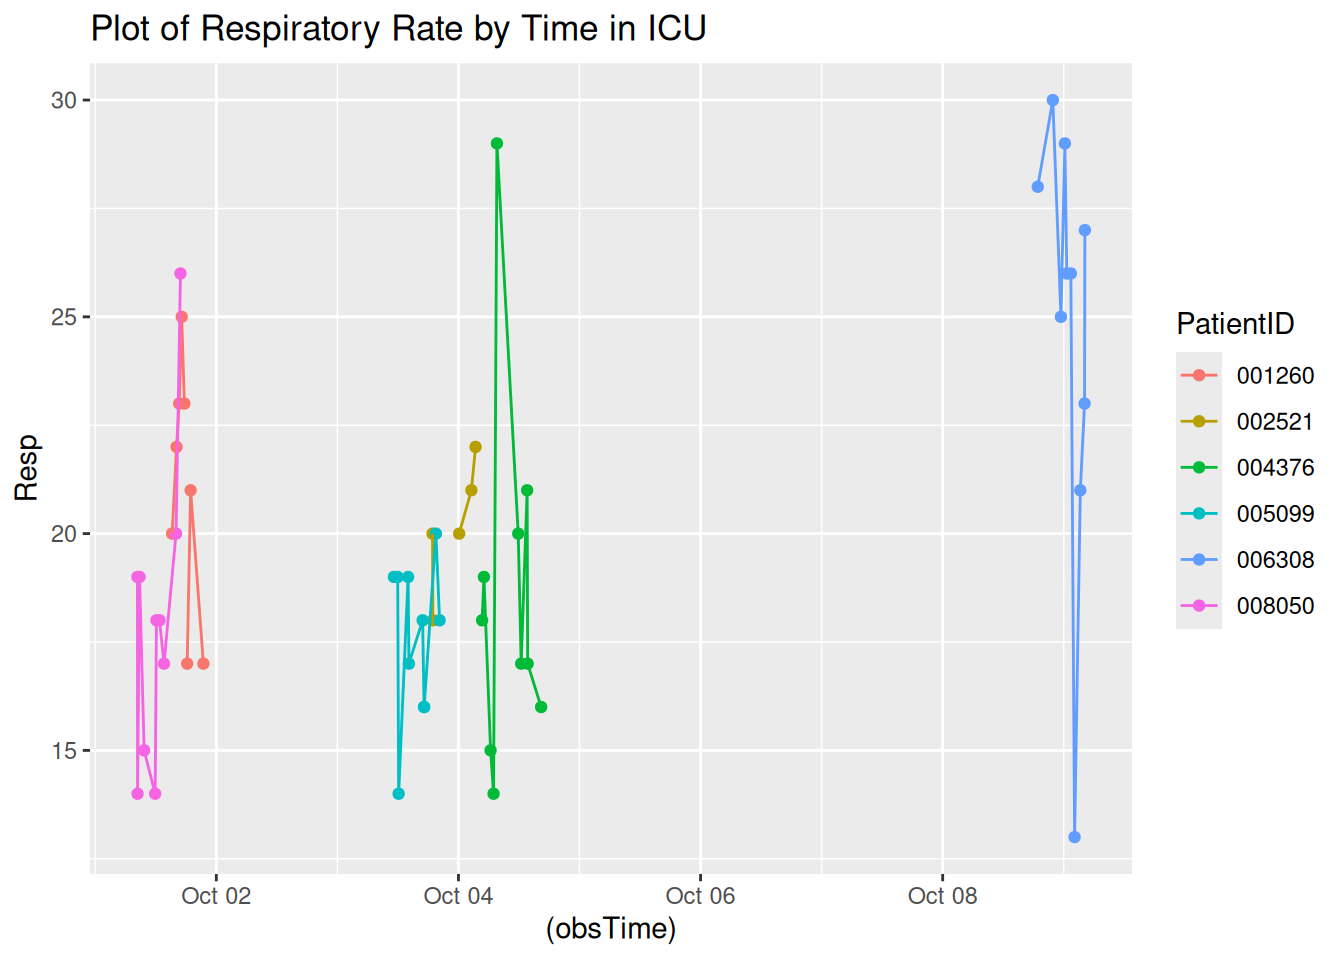 Plot of Respiratory Rate by Time in ICU
30
25
20
15
Resp
Oct 02
Oct 04
Oct 06
Oct 08
(obsTime)
PatientID
001260
002521
004376
005099
006308
008050